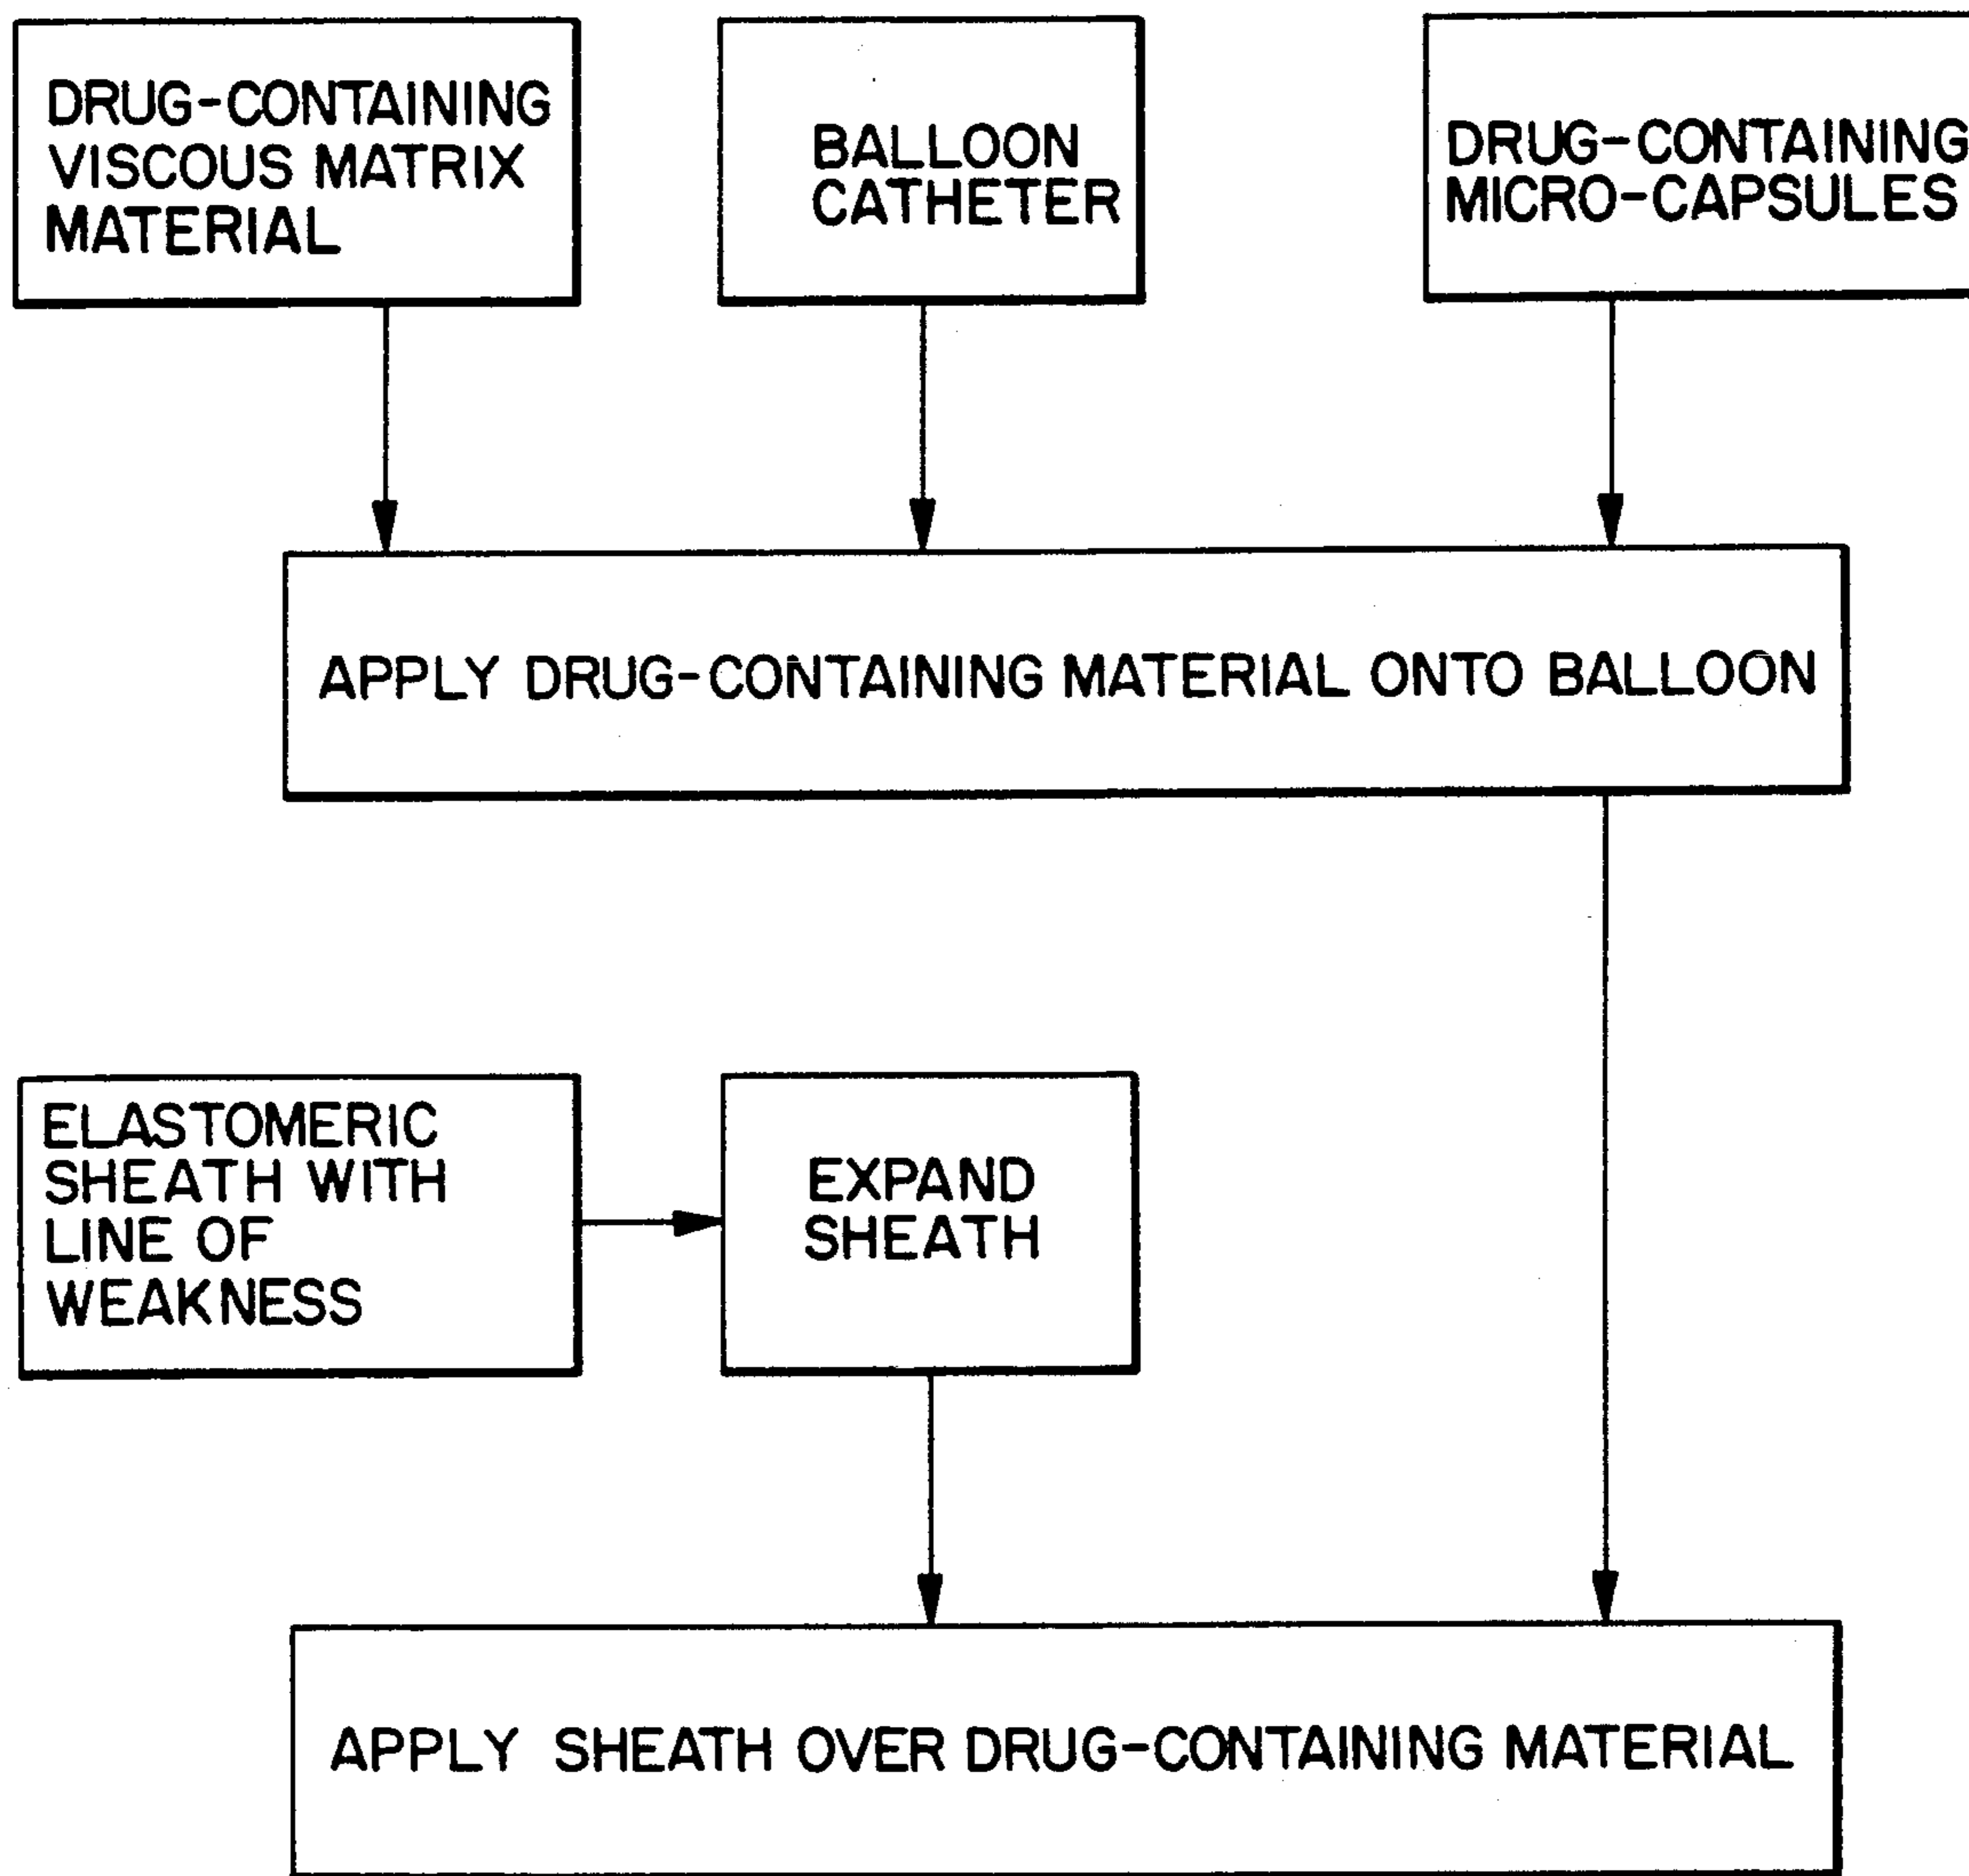 DRUG-CONTAINING
VISCOUS MATRIX
MATERIAL
BALLOON
CATHETER
DRUG-CONTAINING
MICRO-CAPSULES
APPLY DRUG-CONTAINING MATERIAL ONTO BALLOON
ELASTOMERIC
SHEATH WITH
LINE OF
WEAKNESS
EXPAND
SHEATH
APPLY SHEATH OVER DRUG-CONTAINING MATERIAL